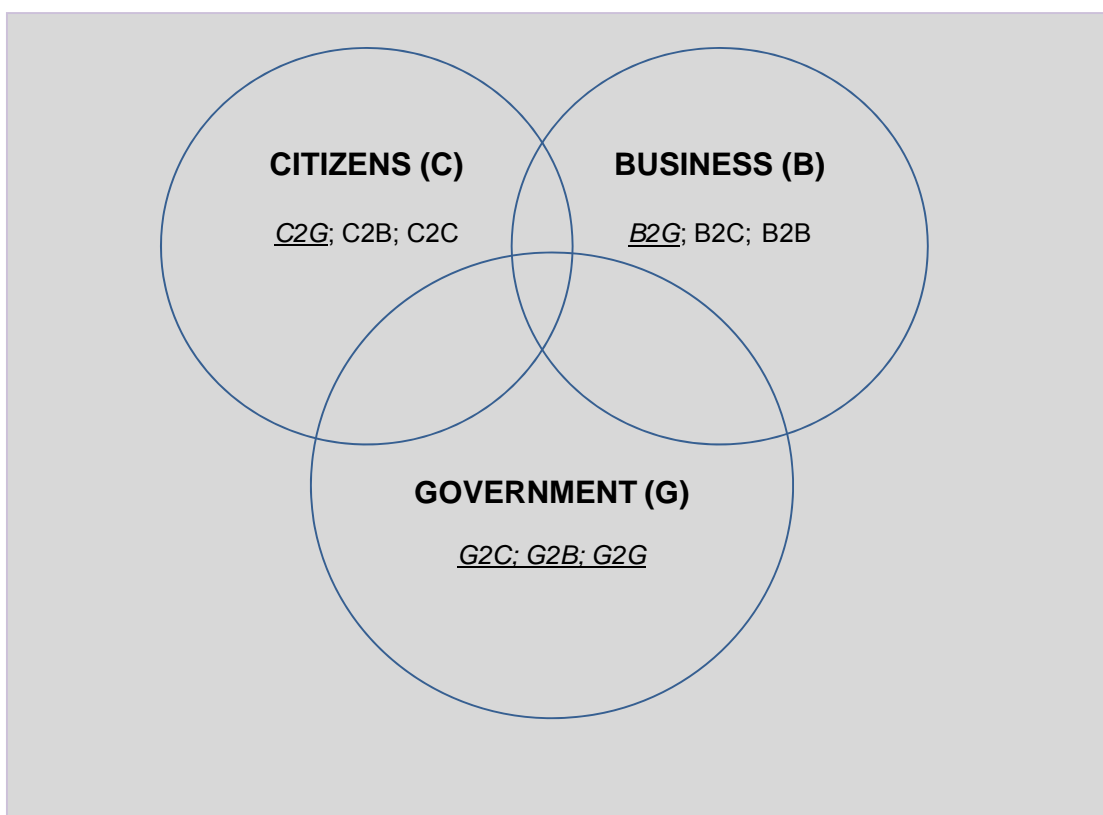 CITIZENS (C)
BUSINESS (B)
C2G; C2B; C2C
B2G; B2C; B2B
GOVERNMENT (G)
G2C; G2B; G2G